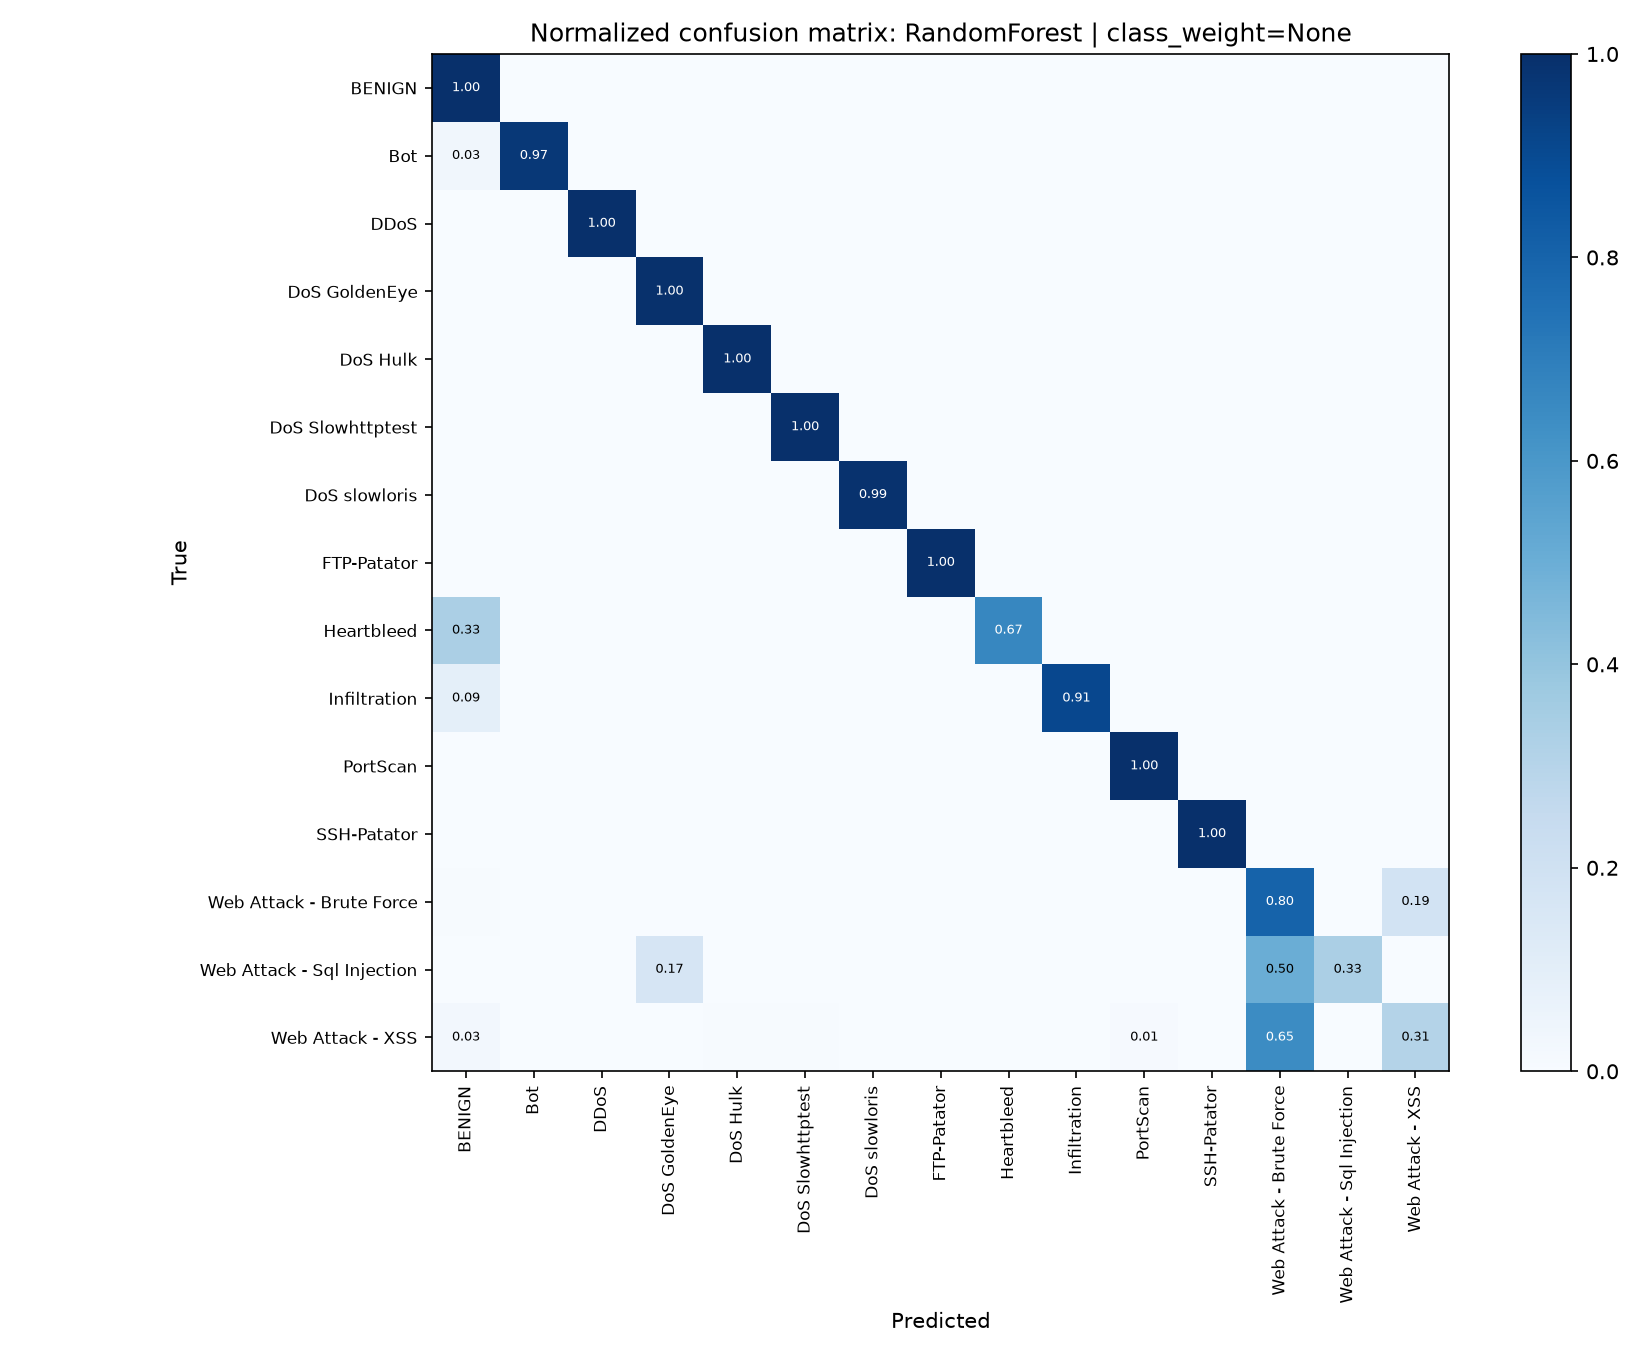 Normalized confusion matrix: RandomForest | class_weight=None
BENIGN 1.00
Bot 0.03 0.97
DDoS 1.00
DoS GoldenEye 1.00
DoS Hulk 1.00
DoS Slowhttptest 1.00
DoS slowloris 0.99
FTP-Patator 1.00
Heartbleed 0.33 0.67
Infiltration 0.09 0.91
PortScan 1.00
SSH-Patator 1.00
Web Attack - Brute Force 0.80 0.19
Web Attack - Sql Injection 0.17 0.50 0.33
Web Attack - XSS 0.03 0.01 0.65 0.31
True
BENIGN
Bot
DDoS
DoS GoldenEye
DoS Hulk
DoS Slowhttptest
DoS slowloris
FTP-Patator
Heartbleed
Infiltration
PortScan
SSH-Patator
Web Attack - Brute Force
Web Attack - Sql Injection
Web Attack - XSS
Predicted
1.0
0.8
0.6
0.4
0.2
0.0